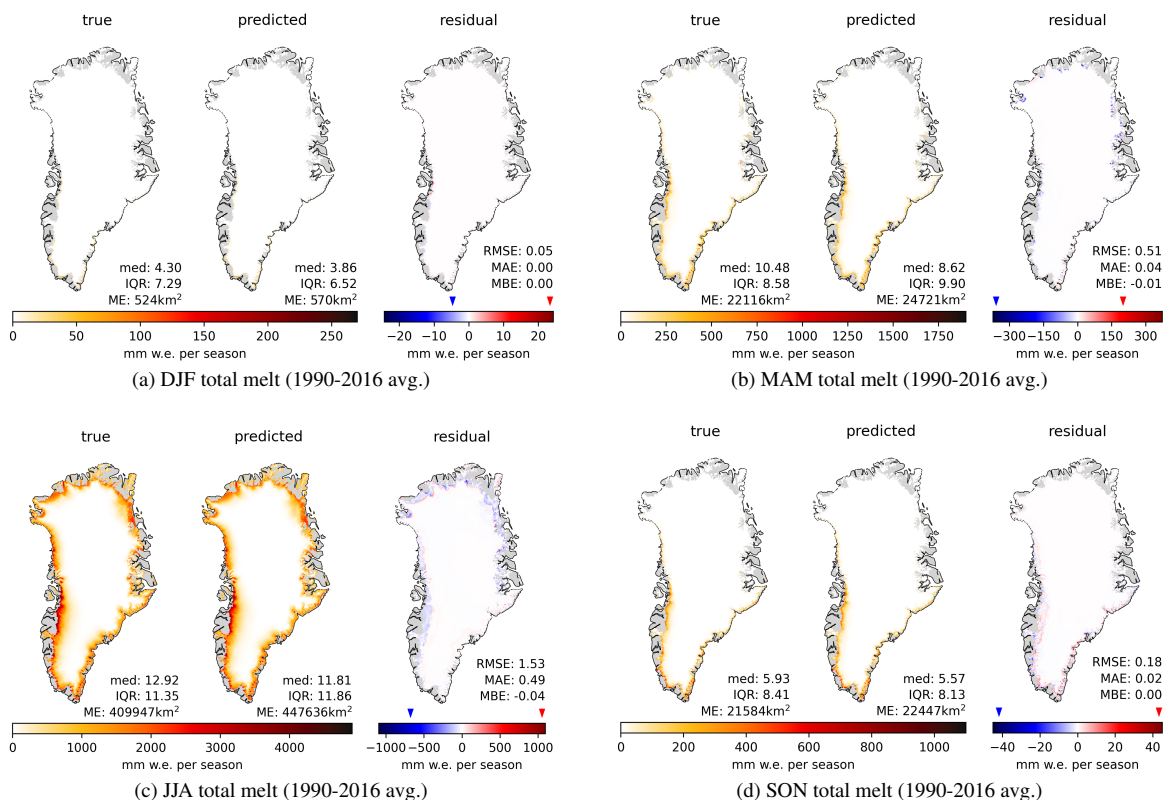 true predicted residual
med: 4.30
IQR: 7.29
ME: 524km²
med: 3.86
IQR: 6.52
ME: 570km²
RMSE: 0.05
MAE: 0.00
MBE: 0.00
0 50 100 150 200 250
mm w.e. per season
−20 −10 0 10 20
mm w.e. per season
(a) DJF total melt (1990-2016 avg.)
true predicted residual
med: 10.48
IQR: 8.58
ME: 22116km²
med: 8.62
IQR: 9.90
ME: 24721km²
RMSE: 0.51
MAE: 0.04
MBE: -0.01
0 250 500 750 1000 1250 1500 1750
mm w.e. per season
−300 −150 0 150 300
mm w.e. per season
(b) MAM total melt (1990-2016 avg.)
true predicted residual
med: 12.92
IQR: 11.35
ME: 409947km²
med: 11.81
IQR: 11.86
ME: 447636km²
RMSE: 1.53
MAE: 0.49
MBE: -0.04
0 1000 2000 3000 4000
mm w.e. per season
−1000 −500 0 500 1000
mm w.e. per season
(c) JJA total melt (1990-2016 avg.)
true predicted residual
med: 5.93
IQR: 8.41
ME: 21584km²
med: 5.57
IQR: 8.13
ME: 22447km²
RMSE: 0.18
MAE: 0.02
MBE: 0.00
0 200 400 600 800 1000
mm w.e. per season
−40 −20 0 20 40
mm w.e. per season
(d) SON total melt (1990-2016 avg.)